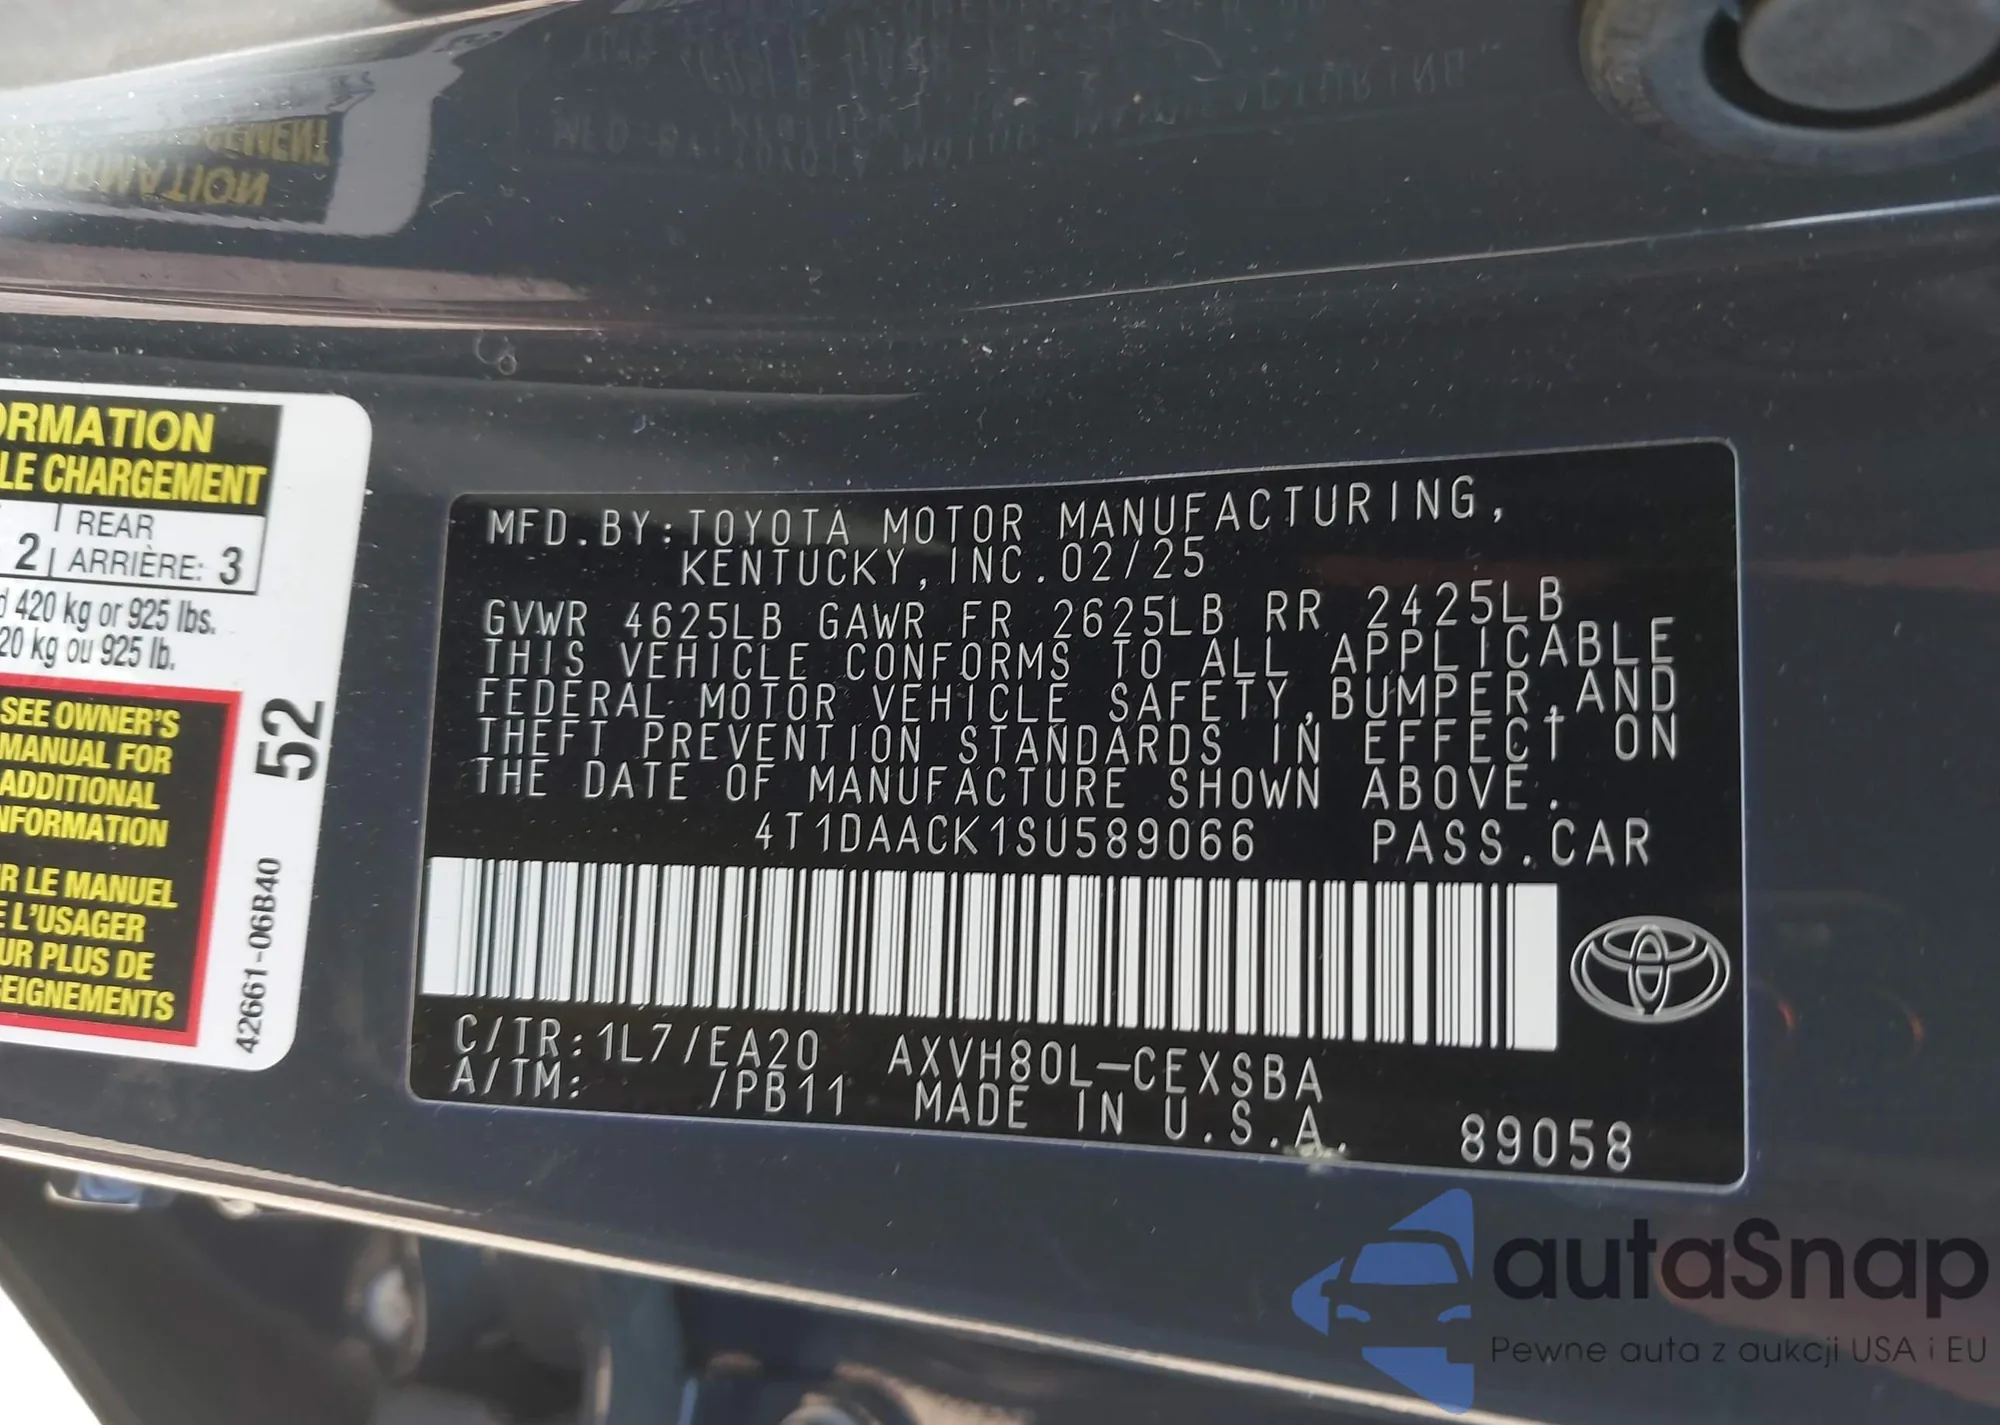 ORMATION
LE CHARGEMENT
2 REAR
ARRIÈRE: 3
420 kg or 925 lbs.
20 kg ou 925 lb.
SEE OWNER'S
MANUAL FOR
ADDITIONAL
NFORMATION
R LE MANUEL
L'USAGER
UR PLUS DE
EIGNEMENTS
52
42661-06B40
MFD.BY:TOYOTA MOTOR MANUFACTURING,
KENTUCKY,INC.02/25
GVWR 4625LB GAWR FR 2625LB RR 2425LB
THIS VEHICLE CONFORMS TO ALL APPLICABLE
FEDERAL MOTOR VEHICLE SAFETY,BUMPER,AND
THEFT PREVENTION STANDARDS IN EFFECT ON
THE DATE OF MANUFACTURE SHOWN ABOVE.
4T1DAACK1SU589066 PASS.CAR
C/TR:1L7/EA20 AXVH80L-CEXSBA
A/TM: /PB11 MADE IN U.S.A. 89058
autaSnap
Pewne auta z aukcji USA i EU